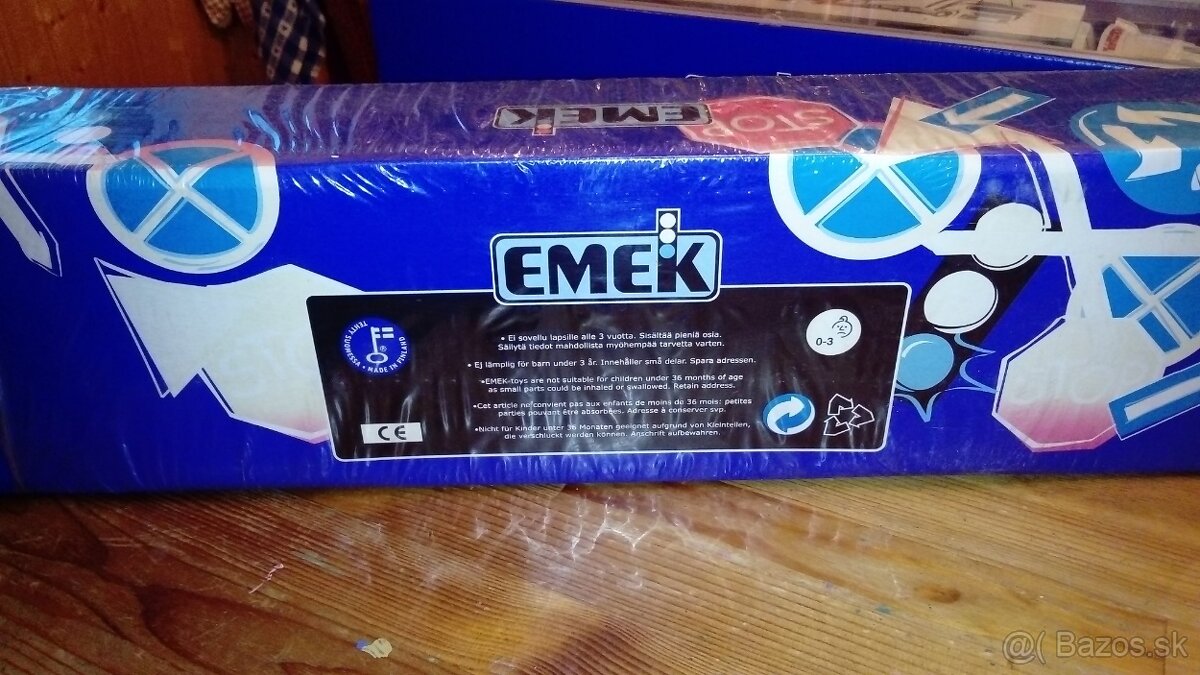 EMEK
STOP
EMEK
• Ei sovellu lapsille alle 3 vuotta. Sisältää pieniä osia.
Säilytä tiedot mahdollista myöhempää tarvetta varten.
• Ej lämplig för barn under 3 år. Innehåller små delar. Spara adressen.
•EMEK-toys are not suitable for children under 36 months of age
as small parts could be inhaled or swallowed. Retain address.
•Cet article ne convient pas aux enfants de moins de 36 mois: petites
parties pouvant être absorbées. Adresse à conserver svp.
•Nicht für Kinder unter 36 Monaten geeignet aufgrund von Kleinteilen,
die verschluckt werden können. Anschrift aufbewahren.
TEHTY SUOMESSA • MADE IN FINLAND
®
CE
0-3
@( Bazos.sk